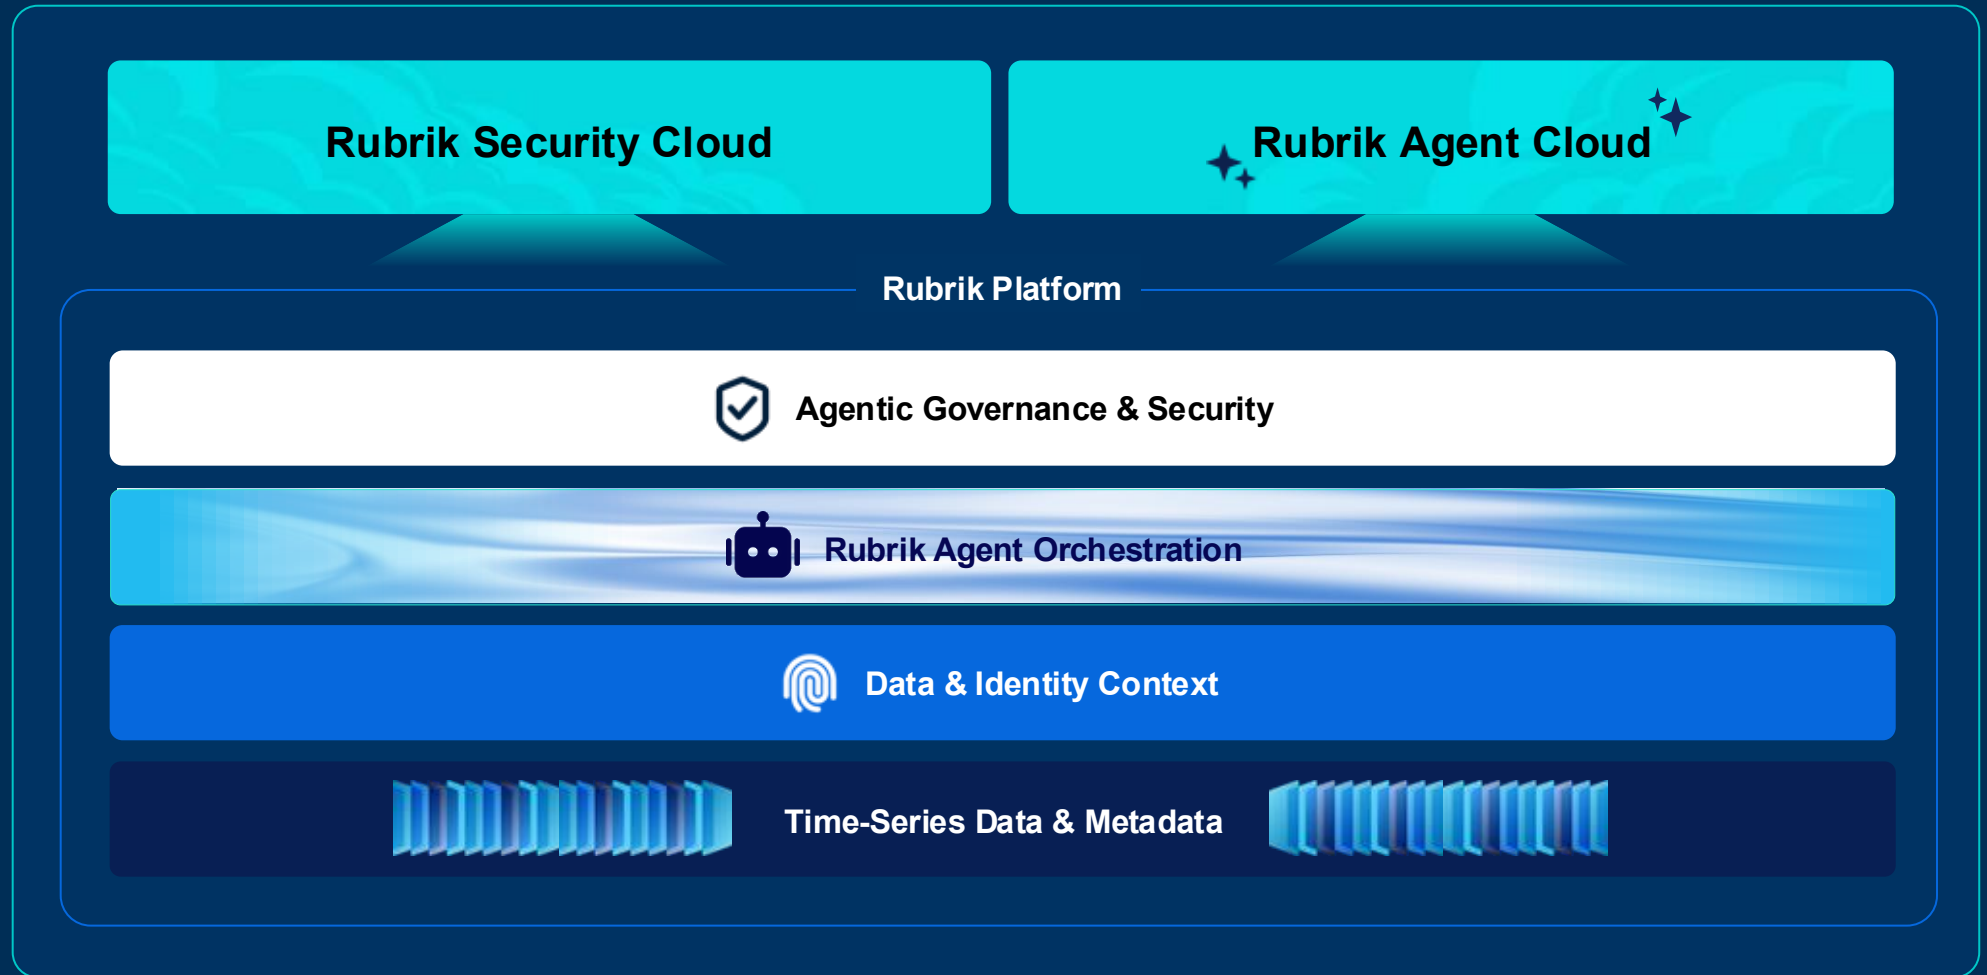 Rubrik Security Cloud
Rubrik Agent Cloud
Rubrik Platform
Agentic Governance & Security
Rubrik Agent Orchestration
Data & Identity Context
Time-Series Data & Metadata